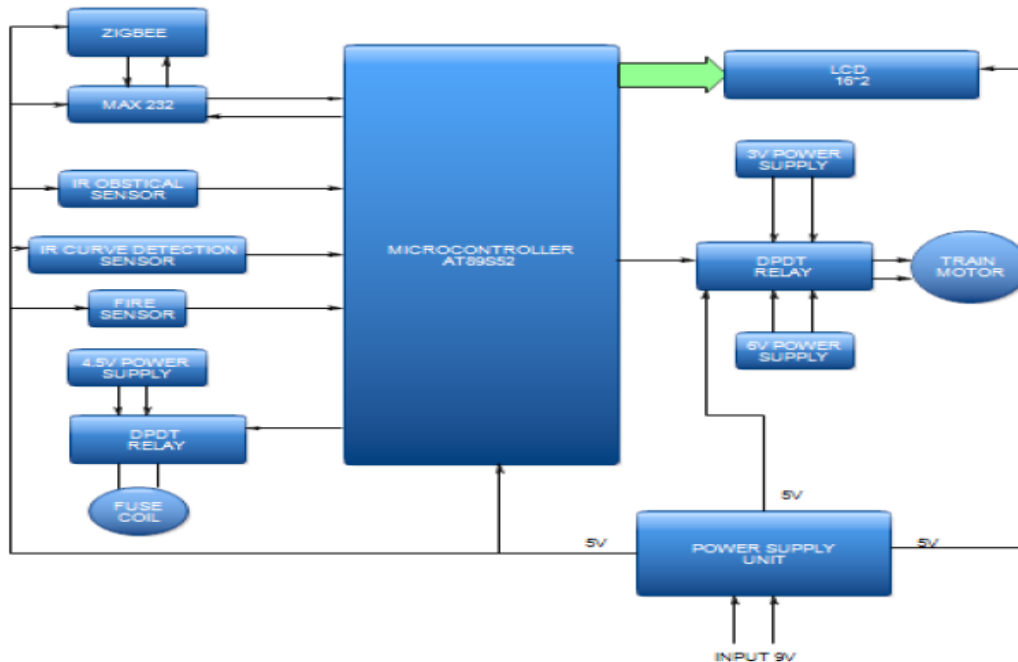 ZIGBEE
MAX 232
IR OBSTICAL
SENSOR
IR CURVE DETECTION
SENSOR
FIRE
SENSOR
4.5V POWER
SUPPLY
DPDT
RELAY
FUSE
COIL
MICROCONTROLLER
AT89S52
LCD
16*2
3V POWER
SUPPLY
DPDT
RELAY
TRAIN
MOTOR
6V POWER
SUPPLY
5V
5V
POWER SUPPLY
UNIT
5V
INPUT 9V